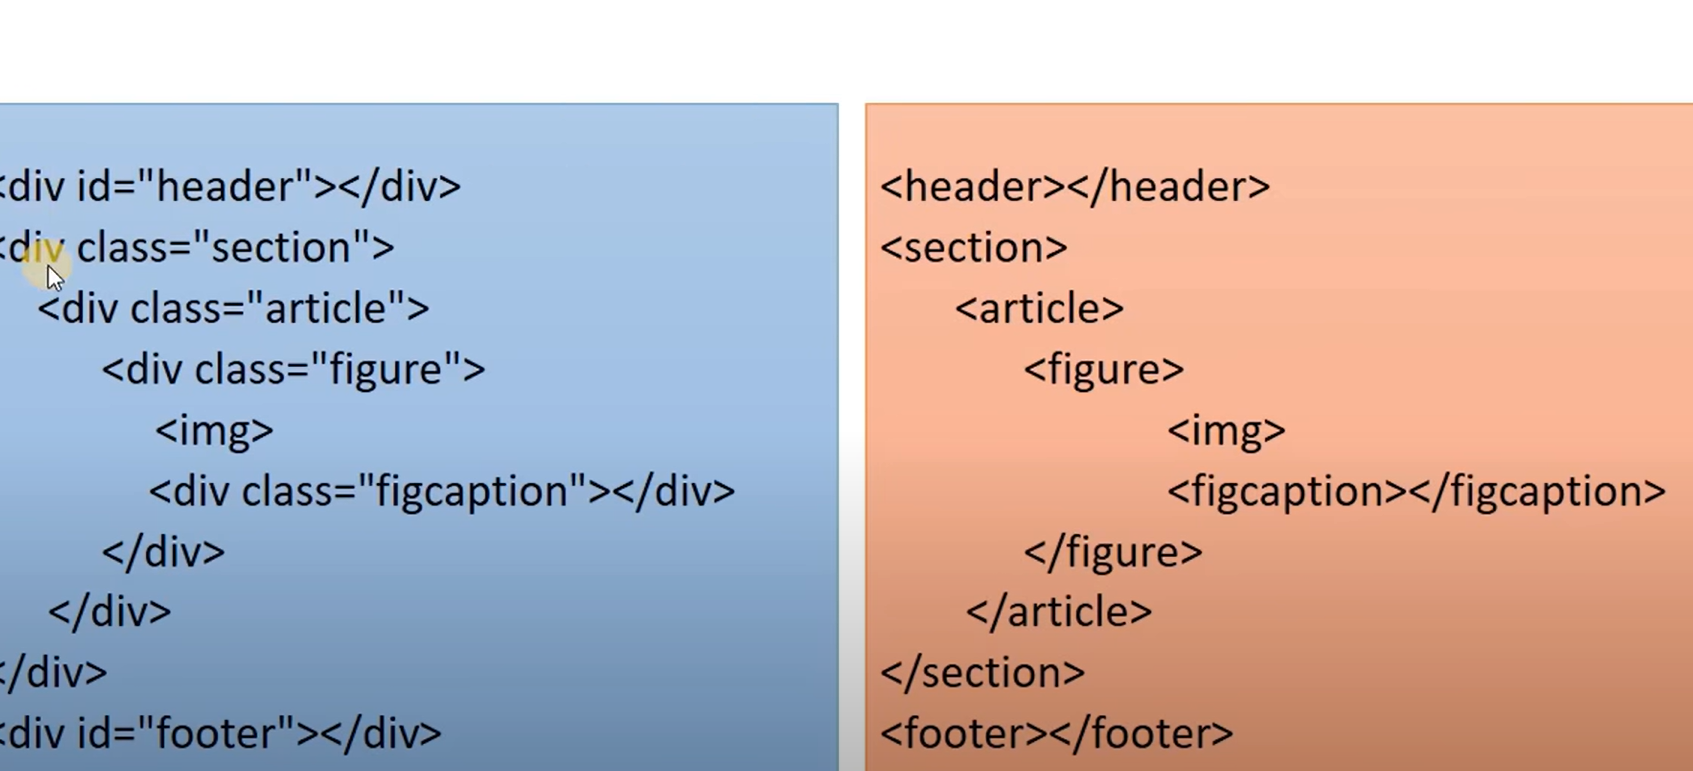 <div id="header"></div>
<div class="section">
<div class="article">
<div class="figure">
<img>
<div class="figcaption"></div>
</div>
</div>
</div>
<div id="footer"></div>
<header></header>
<section>
<article>
<figure>
<img>
<figcaption></figcaption>
</figure>
</article>
</section>
<footer></footer>